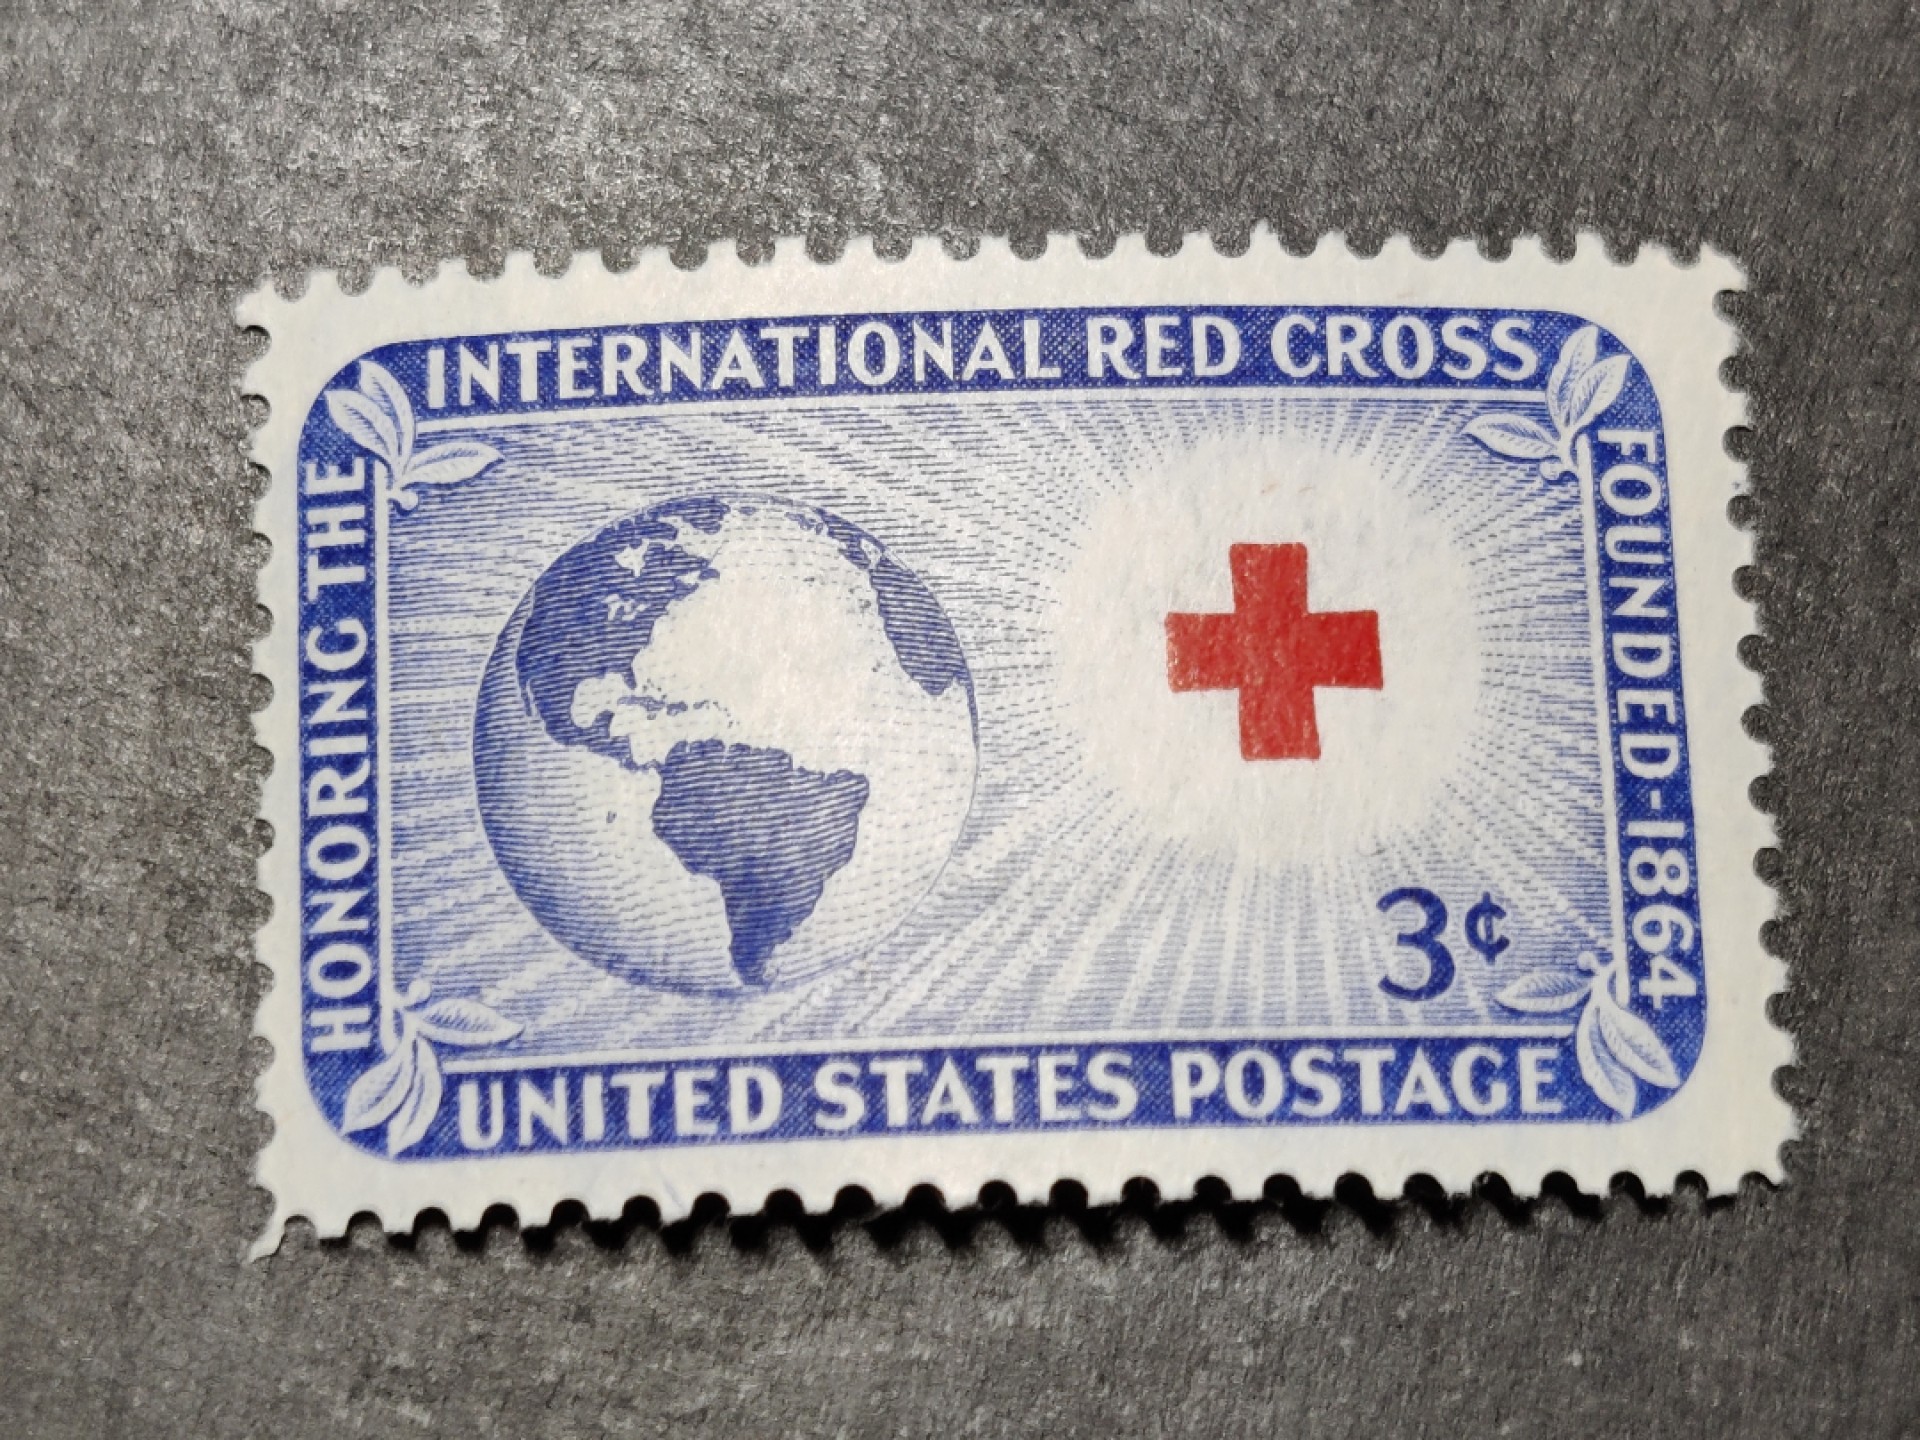 HONORING THE
INTERNATIONAL RED CROSS
FOUNDED-1864
3¢
UNITED STATES POSTAGE